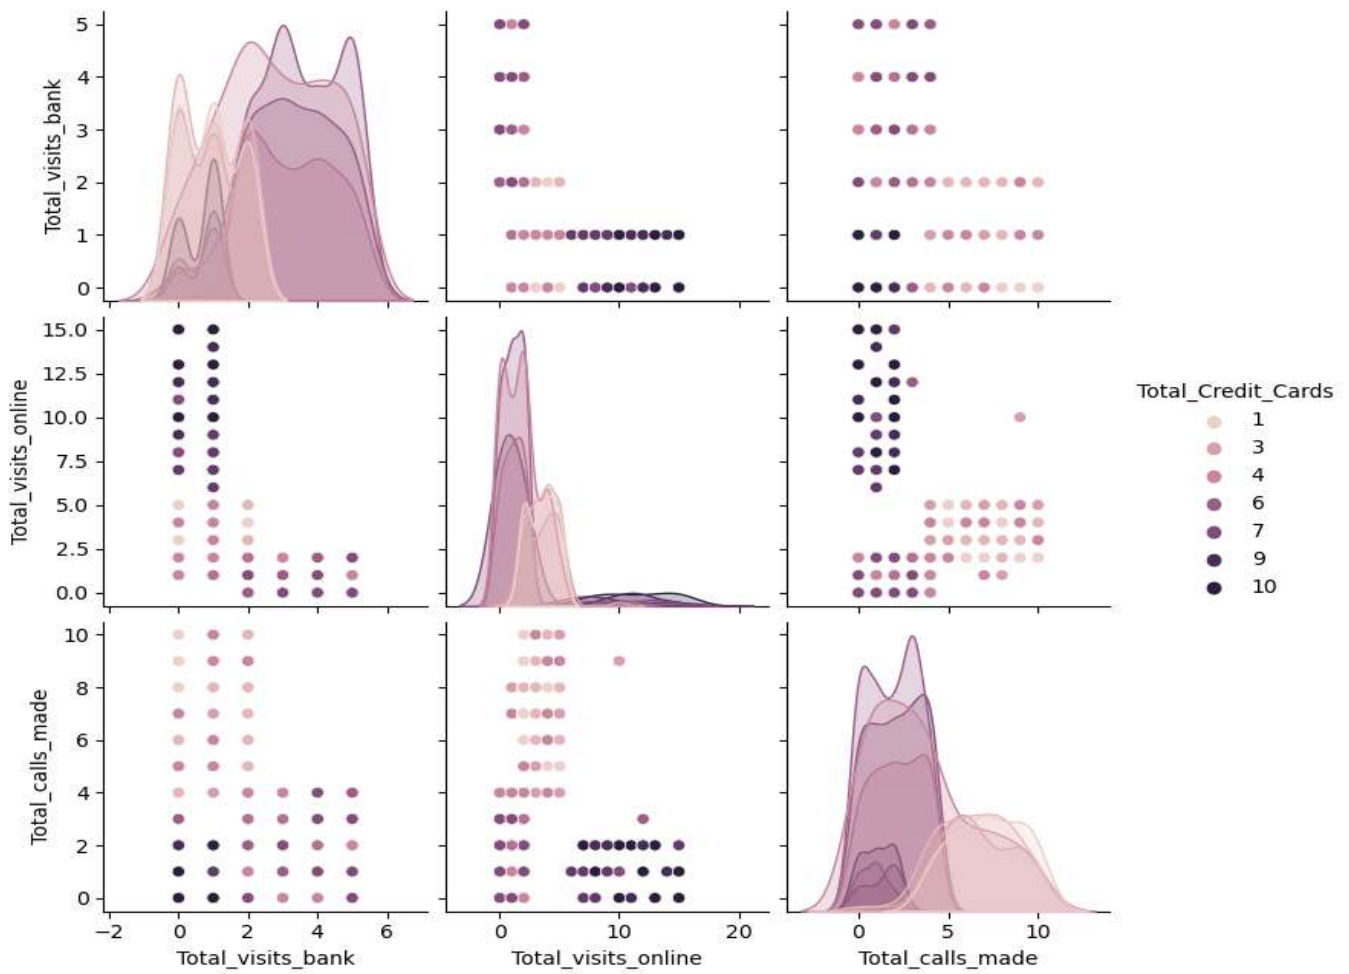 5
4
3
2
1
0
Total_visits_bank
15.0
12.5
10.0
7.5
5.0
2.5
0.0
Total_visits_online
Total_Credit_Cards
1
3
4
6
7
9
10
10
8
6
4
2
0
Total_calls_made
−2 0 2 4 6
0 10 20
0 5 10
Total_visits_bank
Total_visits_online
Total_calls_made